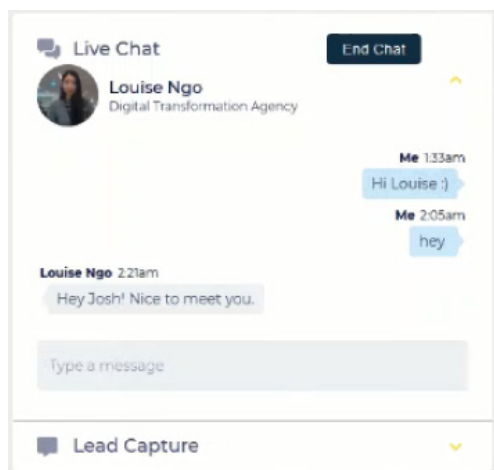 Live Chat
End Chat
Louise Ngo
Digital Transformation Agency
Me 1:33am
Hi Louise :)
Me 2:05am
hey
Louise Ngo 2:21am
Hey Josh! Nice to meet you.
Type a message
Lead Capture